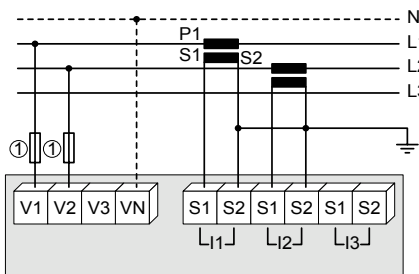 N
P1
L1
S1 S2
L2
L3
① ①
V1 V2 V3 VN S1 S2 S1 S2 S1 S2
I1 I2 I3